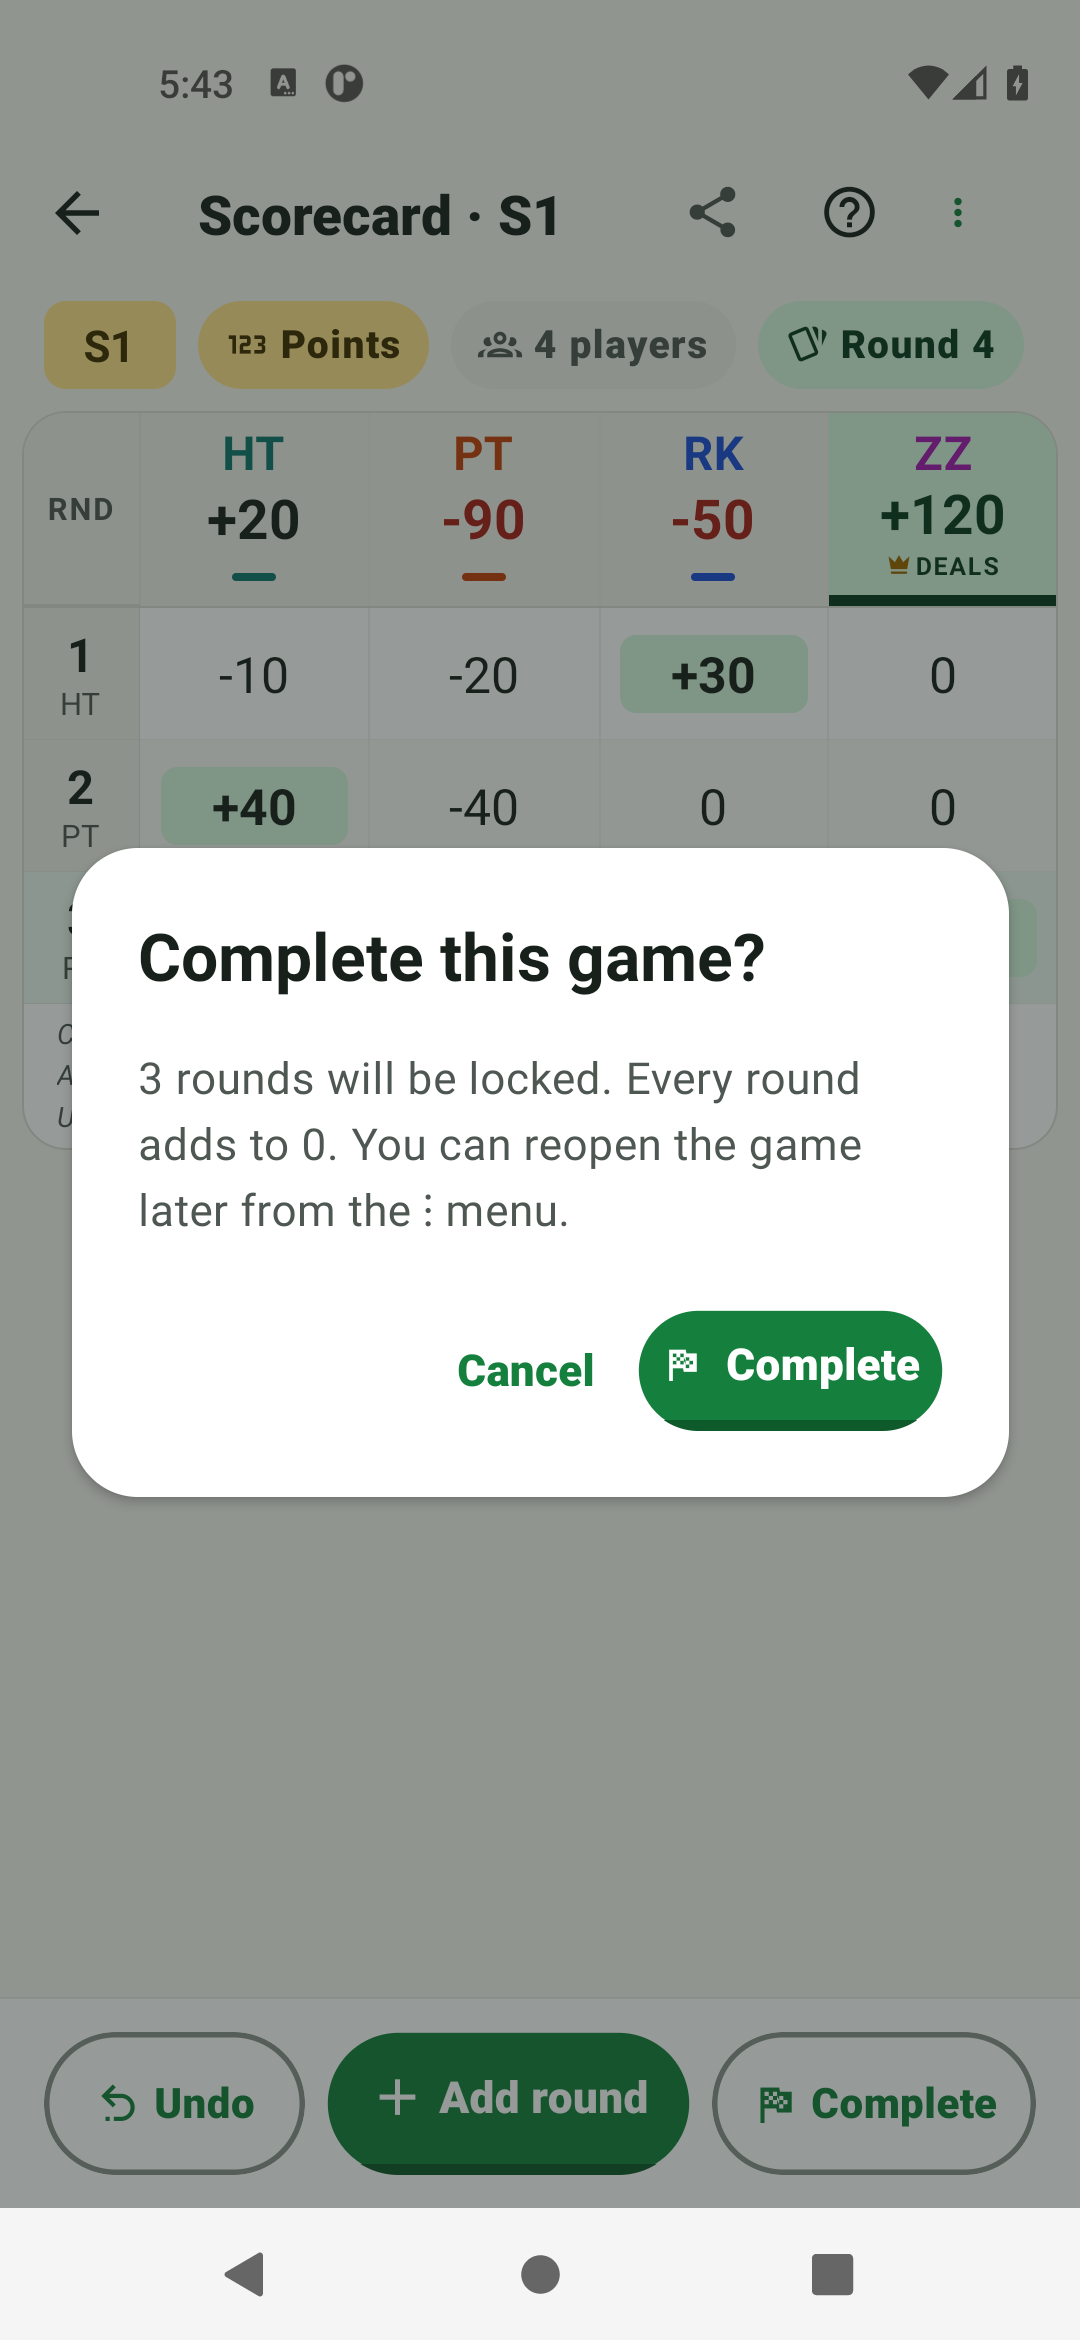 5:43
Scorecard · S1
S1
123 Points
4 players
Round 4
RND
HT
+20
PT
-90
RK
-50
ZZ
+120
DEALS
1
HT
-10
-20
+30
0
2
PT
+40
-40
0
0
Complete this game?
3 rounds will be locked. Every round
adds to 0. You can reopen the game
later from the ⋮ menu.
Cancel
Complete
Undo
+ Add round
Complete